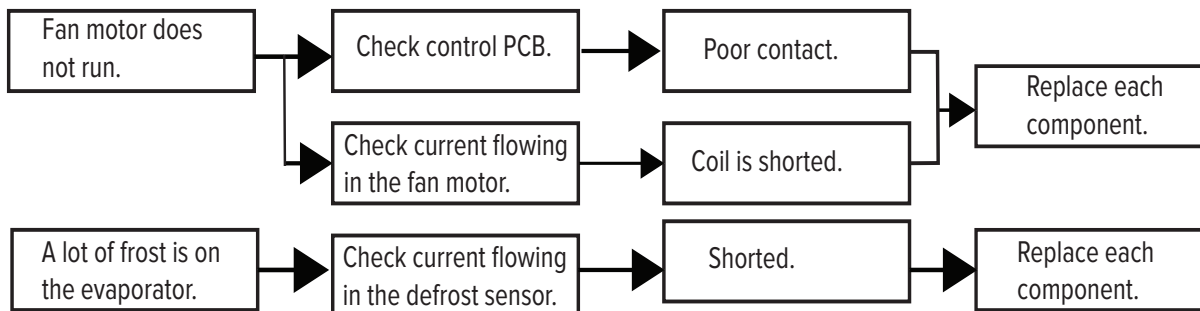 Fan motor does
not run.
Check control PCB.
Poor contact.
Check current flowing
in the fan motor.
Coil is shorted.
Replace each
component.
A lot of frost is on
the evaporator.
Check current flowing
in the defrost sensor.
Shorted.
Replace each
component.